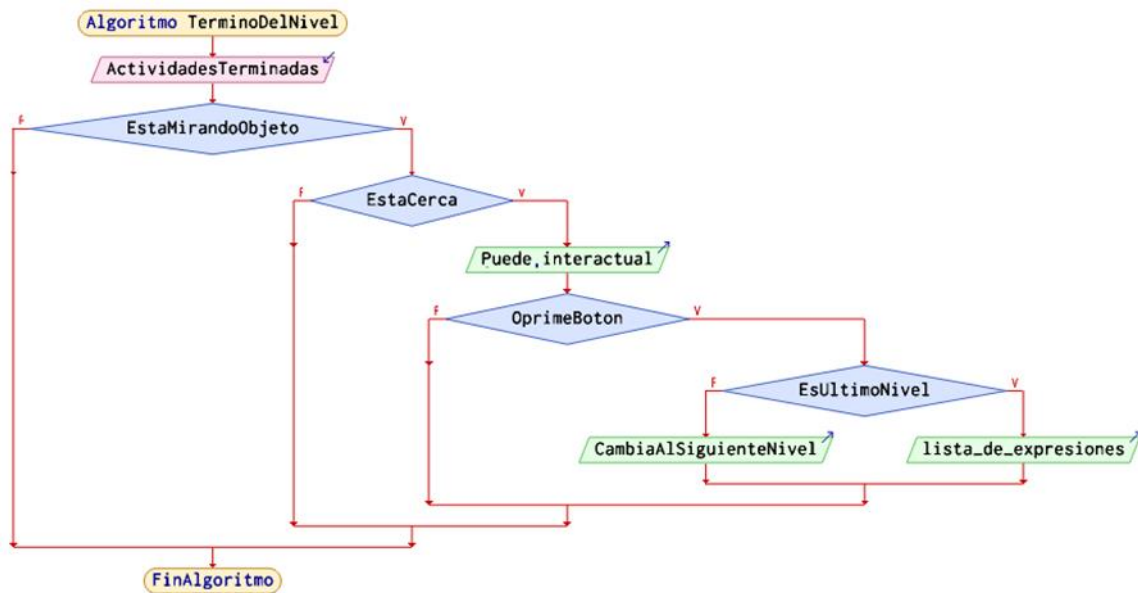 Algoritmo TerminoDelNivel
ActividadesTerminadas
F EstaMirandoObjeto V
F EstaCerca V
Puede,interactual
F OprimeBoton V
F EsUltimoNivel V
CambiaAlSiguienteNivel lista_de_expresiones
FinAlgoritmo